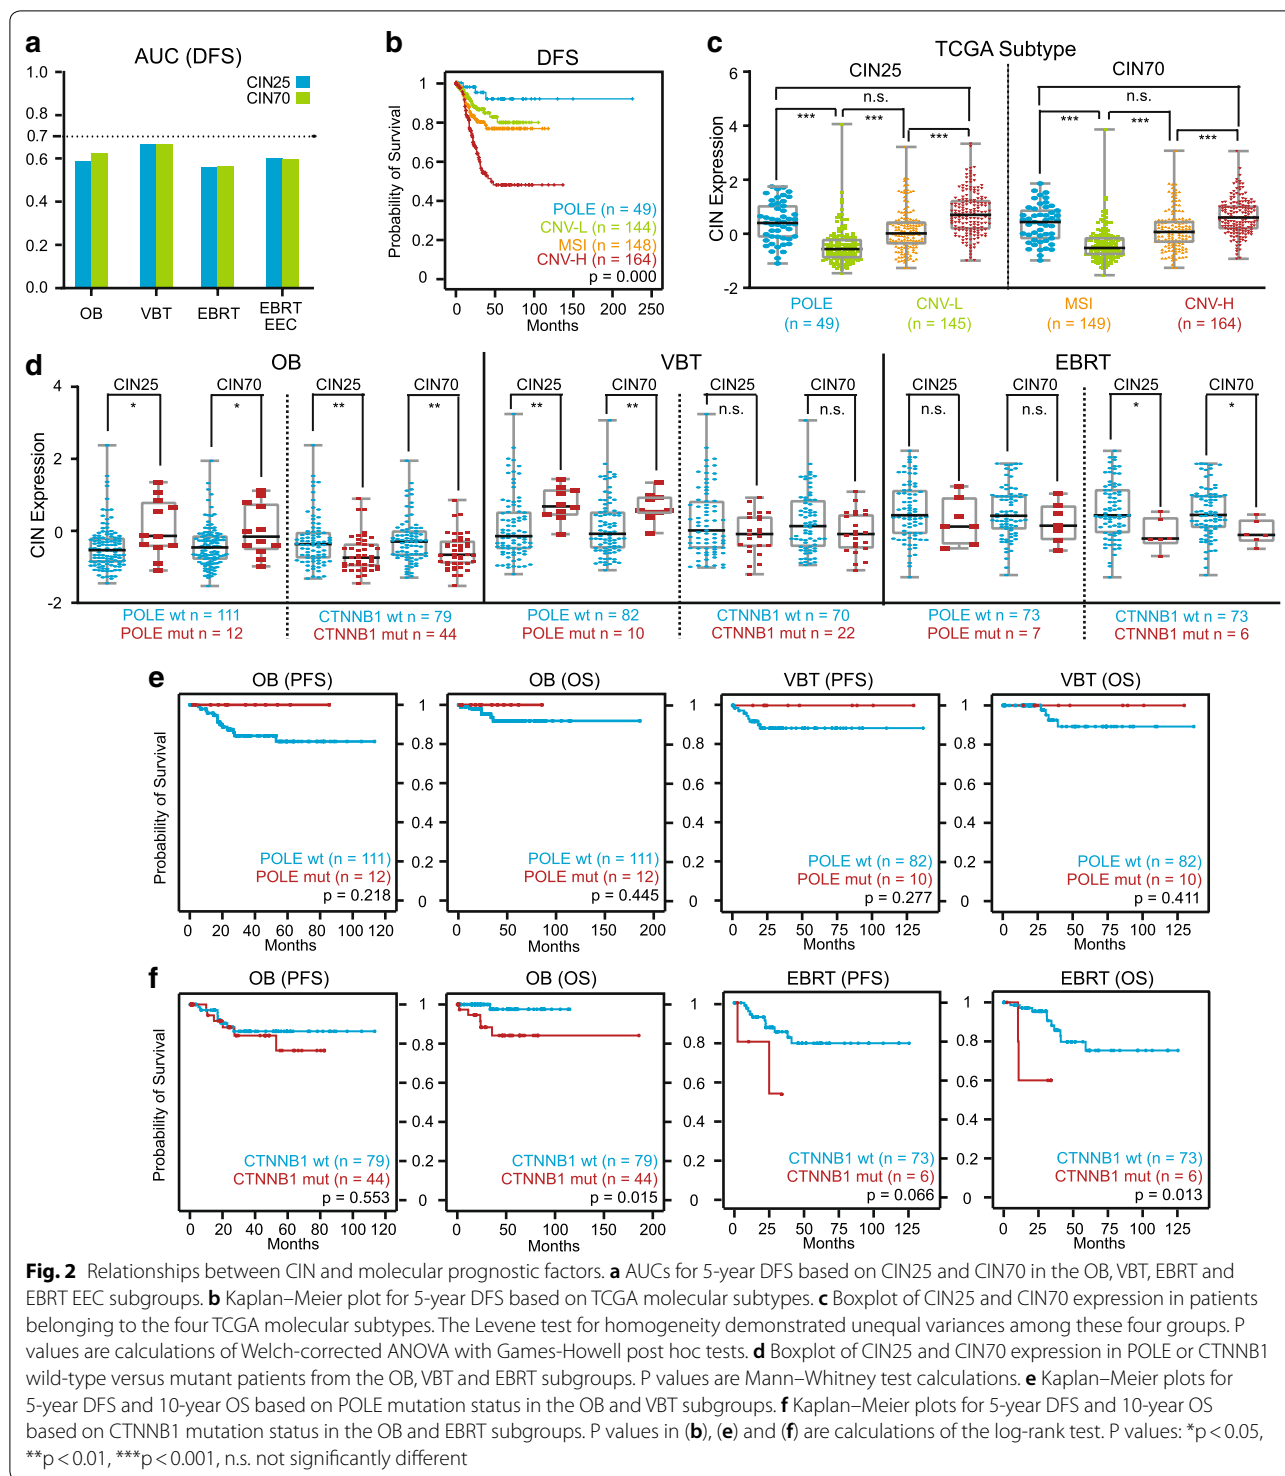 a
AUC (DFS)
1.0
0.8
0.7
0.6
0.4
0.2
0.0
CIN25
CIN70
OB VBT EBRT EBRT
EEC
b
DFS
Probability of Survival
1
0.8
0.6
0.4
0.2
0
POLE (n = 49)
CNV-L (n = 144)
MSI (n = 148)
CNV-H (n = 164)
p = 0.000
0 50 100 150 200 250
Months
c
TCGA Subtype
CIN25 CIN70
CIN Expression
6
4
2
0
-2
n.s. n.s.
*** *** *** *** *** ***
POLE CNV-L MSI CNV-H
(n = 49) (n = 145) (n = 149) (n = 164)
d
OB VBT EBRT
CIN Expression
4
2
0
-2
CIN25 CIN70 CIN25 CIN70 CIN25 CIN70 CIN25 CIN70 CIN25 CIN70 CIN25 CIN70
* * ** ** ** ** n.s. n.s. n.s. n.s. * *
POLE wt n = 111 CTNNB1 wt n = 79 POLE wt n = 82 CTNNB1 wt n = 70 POLE wt n = 73 CTNNB1 wt n = 73
POLE mut n = 12 CTNNB1 mut n = 44 POLE mut n = 10 CTNNB1 mut n = 22 POLE mut n = 7 CTNNB1 mut n = 6
e
OB (PFS) OB (OS) VBT (PFS) VBT (OS)
Probability of Survival
1 1 1 1
0.8 0.8 0.8 0.8
0.6 0.6 0.6 0.6
0.4 0.4 0.4 0.4
0.2 0.2 0.2 0.2
0 0 0 0
POLE wt (n = 111) POLE wt (n = 111) POLE wt (n = 82) POLE wt (n = 82)
POLE mut (n = 12) POLE mut (n = 12) POLE mut (n = 10) POLE mut (n = 10)
p = 0.218 p = 0.445 p = 0.277 p = 0.411
0 20 40 60 80 100 120 0 50 100 150 200 0 25 50 75 100 125 0 25 50 75 100 125
Months Months Months Months
f
OB (PFS) OB (OS) EBRT (PFS) EBRT (OS)
Probability of Survival
1 1 1 1
0.8 0.8 0.8 0.8
0.6 0.6 0.6 0.6
0.4 0.4 0.4 0.4
0.2 0.2 0.2 0.2
0 0 0 0
CTNNB1 wt (n = 79) CTNNB1 wt (n = 79) CTNNB1 wt (n = 73) CTNNB1 wt (n = 73)
CTNNB1 mut (n = 44) CTNNB1 mut (n = 44) CTNNB1 mut (n = 6) CTNNB1 mut (n = 6)
p = 0.553 p = 0.015 p = 0.066 p = 0.013
0 20 40 60 80 100 120 0 50 100 150 200 0 25 50 75 100 125 0 25 50 75 100 125
Months Months Months Months
Fig. 2 Relationships between CIN and molecular prognostic factors. a AUCs for 5-year DFS based on CIN25 and CIN70 in the OB, VBT, EBRT and
EBRT EEC subgroups. b Kaplan–Meier plot for 5-year DFS based on TCGA molecular subtypes. c Boxplot of CIN25 and CIN70 expression in patients
belonging to the four TCGA molecular subtypes. The Levene test for homogeneity demonstrated unequal variances among these four groups. P
values are calculations of Welch-corrected ANOVA with Games-Howell post hoc tests. d Boxplot of CIN25 and CIN70 expression in POLE or CTNNB1
wild-type versus mutant patients from the OB, VBT and EBRT subgroups. P values are Mann–Whitney test calculations. e Kaplan–Meier plots for
5-year DFS and 10-year OS based on POLE mutation status in the OB and VBT subgroups. f Kaplan–Meier plots for 5-year DFS and 10-year OS
based on CTNNB1 mutation status in the OB and EBRT subgroups. P values in (b), (e) and (f) are calculations of the log-rank test. P values: *p < 0.05,
**p < 0.01, ***p < 0.001, n.s. not significantly different